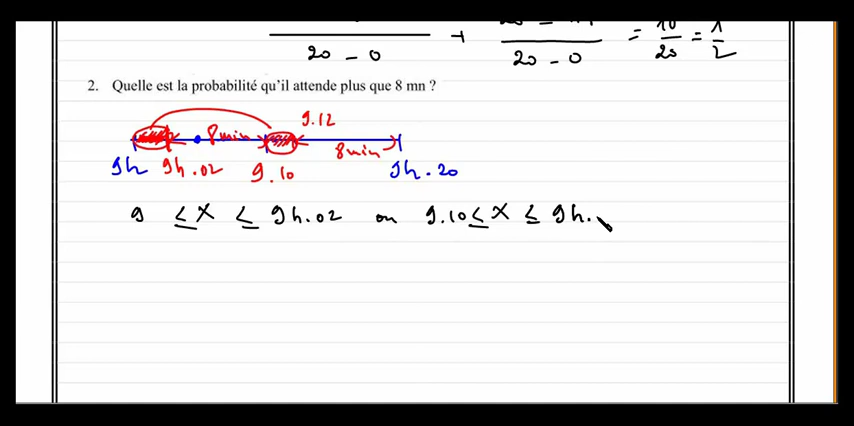 + = 10/20 = 1/2
20 - 0 20 - 0
2. Quelle est la probabilité qu'il attende plus que 8 mn ?
9.12
8min
8min
9h 9h.02 9.10 9h.20
9 ≤ X ≤ 9h.02 ou 9.10 ≤ X ≤ 9h.